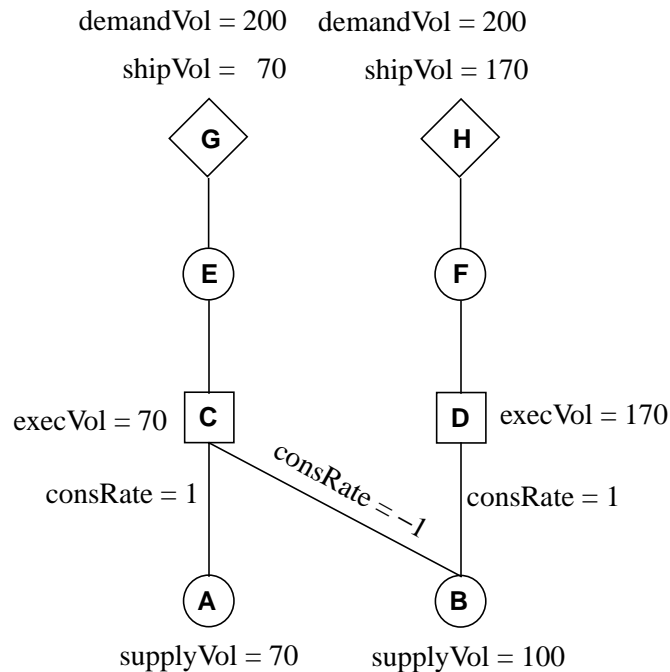 demandVol = 200 demandVol = 200
shipVol = 70 shipVol = 170
G H
E F
execVol = 70 C D execVol = 170
consRate = −1
consRate = 1 consRate = 1
A B
supplyVol = 70 supplyVol = 100